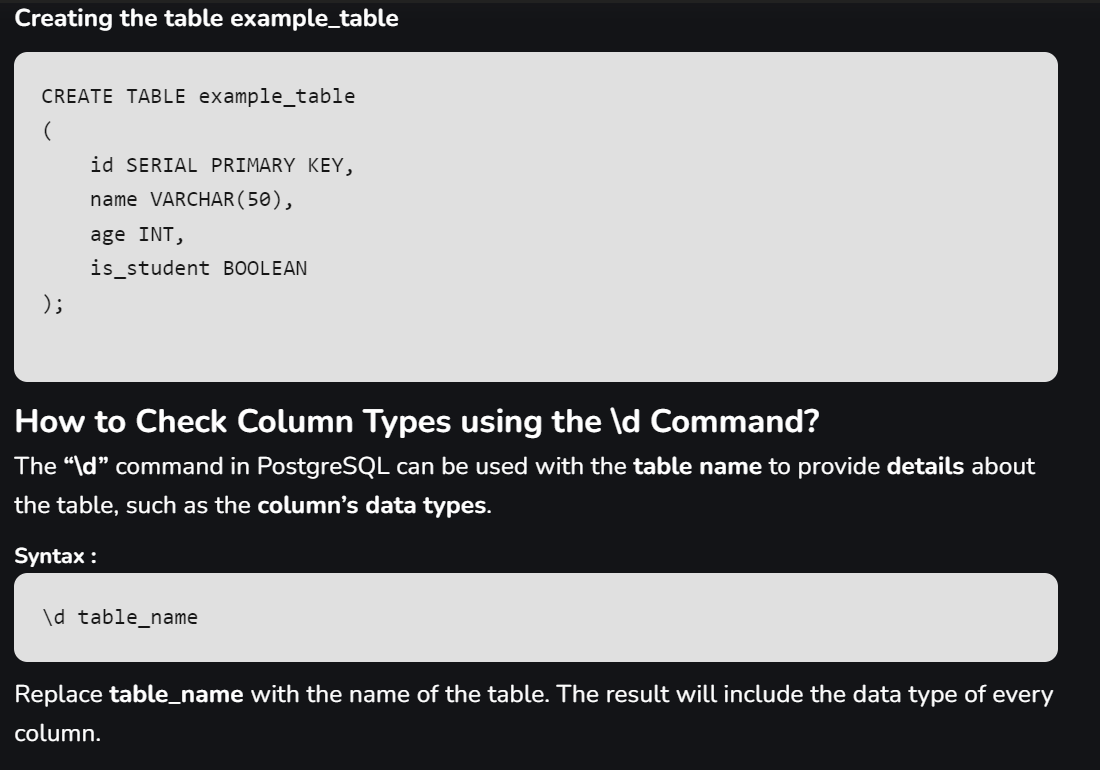 Creating the table example_table
CREATE TABLE example_table
(
    id SERIAL PRIMARY KEY,
    name VARCHAR(50),
    age INT,
    is_student BOOLEAN
);
How to Check Column Types using the \d Command?
The “\d” command in PostgreSQL can be used with the table name to provide details about
the table, such as the column’s data types.
Syntax :
\d table_name
Replace table_name with the name of the table. The result will include the data type of every
column.